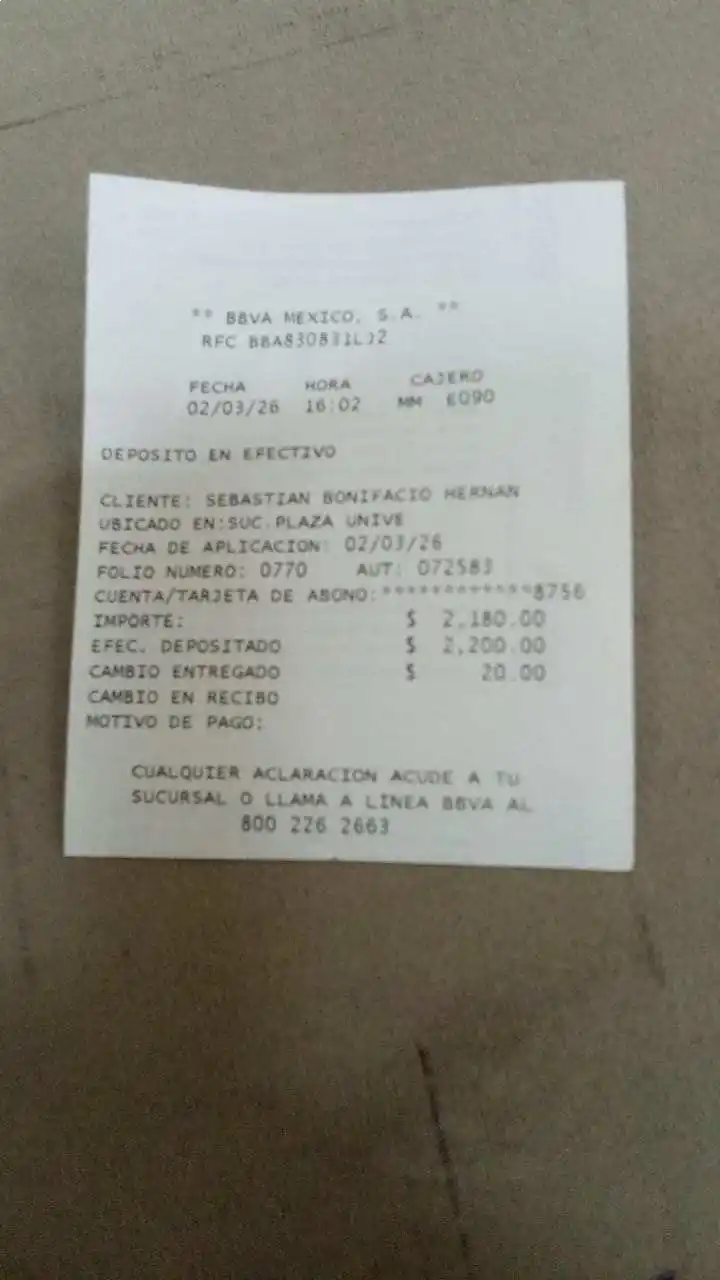 ** BBVA MEXICO, S.A. **
RFC BBA830831LJ2
FECHA HORA CAJERO
02/03/26 16:02 MM E090
DEPOSITO EN EFECTIVO
CLIENTE: SEBASTIAN BONIFACIO HERNAN
UBICADO EN:SUC.PLAZA UNIVE
FECHA DE APLICACION: 02/03/26
FOLIO NUMERO: 0770 AUT: 072583
CUENTA/TARJETA DE ABONO:************8756
IMPORTE: $ 2,180.00
EFEC. DEPOSITADO $ 2,200.00
CAMBIO ENTREGADO $ 20.00
CAMBIO EN RECIBO
MOTIVO DE PAGO:
CUALQUIER ACLARACION ACUDE A TU
SUCURSAL O LLAMA A LINEA BBVA AL
800 226 2663